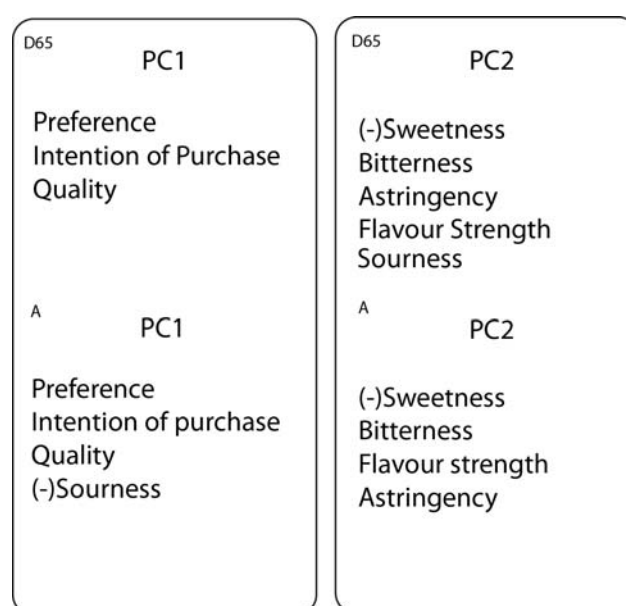 D65
PC1
Preference
Intention of Purchase
Quality
A
PC1
Preference
Intention of purchase
Quality
(-)Sourness
D65
PC2
(-)Sweetness
Bitterness
Astringency
Flavour Strength
Sourness
A
PC2
(-)Sweetness
Bitterness
Flavour strength
Astringency